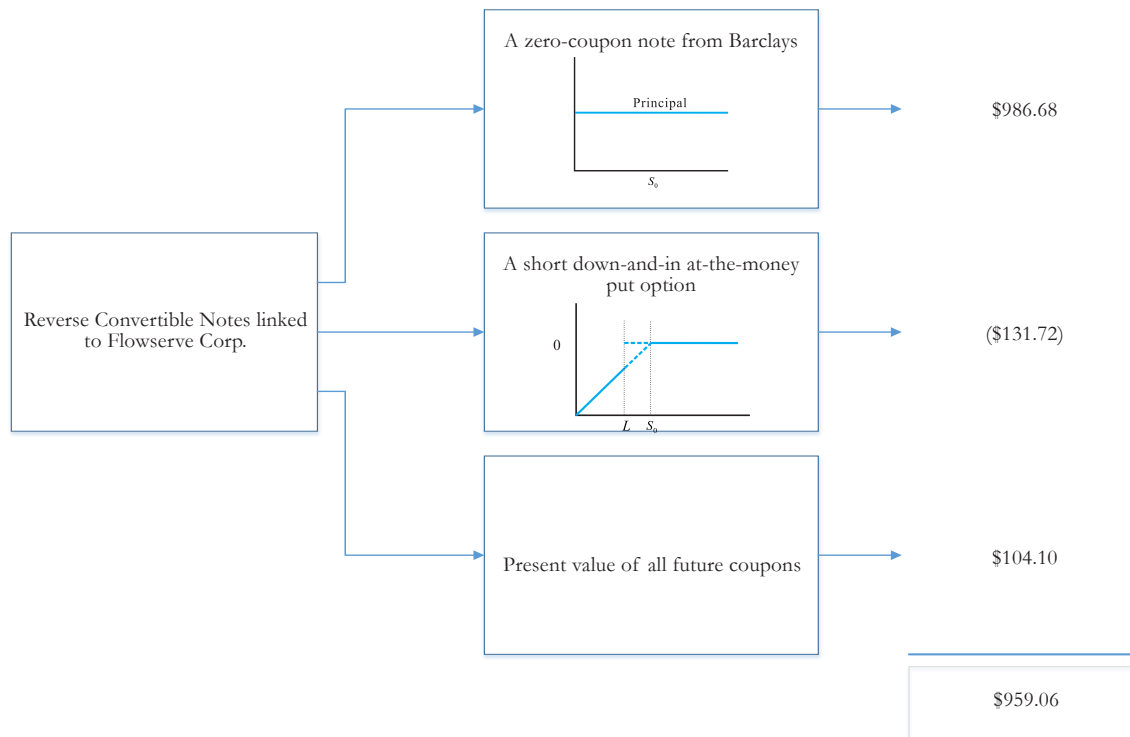 A zero-coupon note from Barclays
Principal
S0
$986.68
Reverse Convertible Notes linked
to Flowserve Corp.
A short down-and-in at-the-money
put option
0
L S0
($131.72)
Present value of all future coupons
$104.10
$959.06